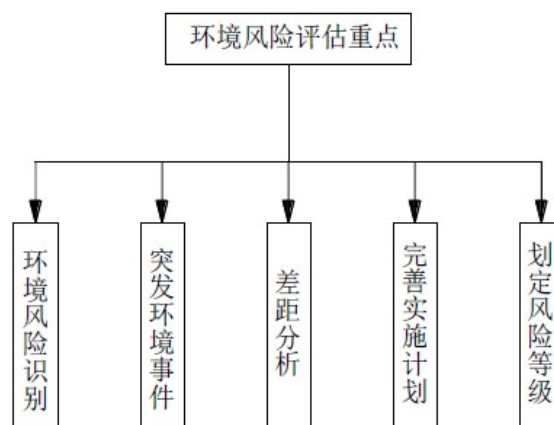 环境风险评估重点
环境风险识别
突发环境事件
差距分析
完善实施计划
划定风险等级